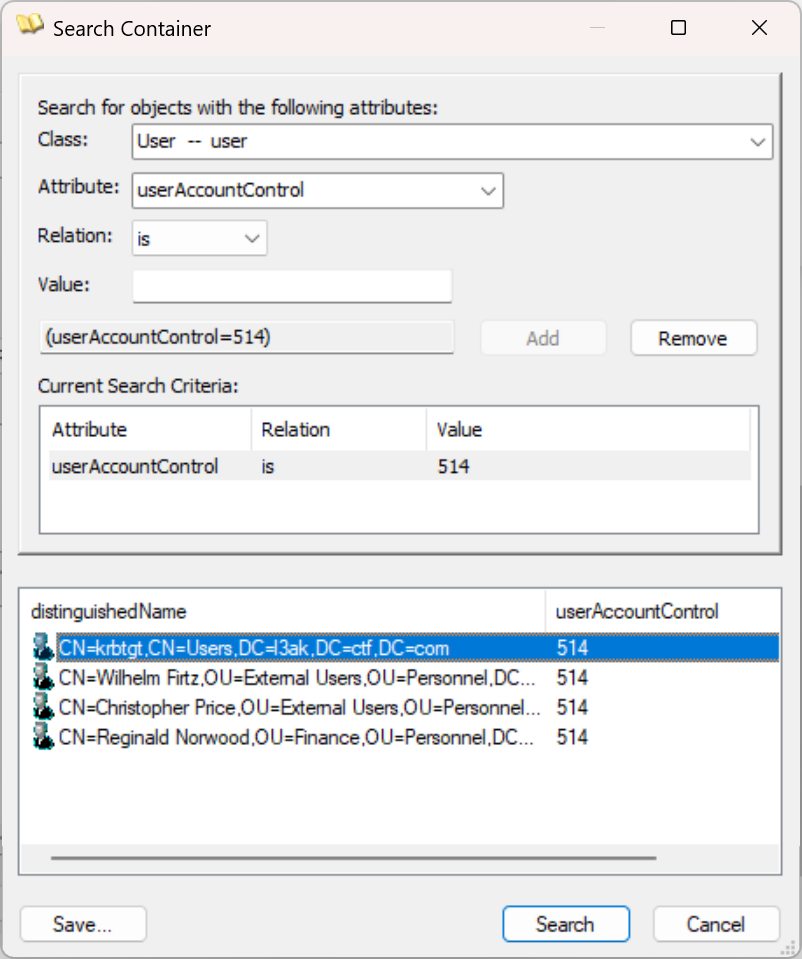 Search Container
Search for objects with the following attributes:
Class: User -- user
Attribute: userAccountControl
Relation: is
Value:
(userAccountControl=514) Add Remove
Current Search Criteria:
Attribute Relation Value
userAccountControl is 514
distinguishedName userAccountControl
CN=krbtgt,CN=Users,DC=l3ak,DC=ctf,DC=com 514
CN=Wilhelm Firtz,OU=External Users,OU=Personnel,DC... 514
CN=Christopher Price,OU=External Users,OU=Personnel... 514
CN=Reginald Norwood,OU=Finance,OU=Personnel,DC... 514
Save... Search Cancel